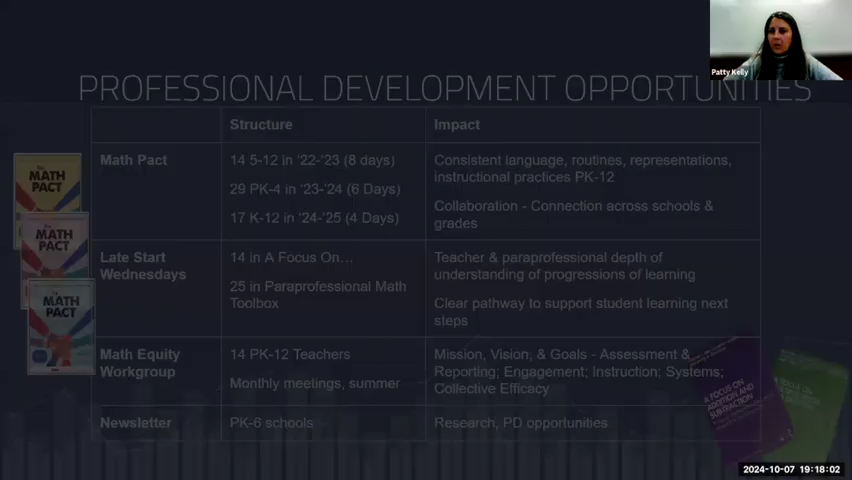 Patty Kelly
PROFESSIONAL DEVELOPMENT OPPORTUNITIES
Structure
Impact
Math Pact
14 5-12 in '22-'23 (8 days)
29 PK-4 in '23-'24 (6 Days)
17 K-12 in '24-'25 (4 Days)
Consistent language, routines, representations,
instructional practices PK-12
Collaboration - Connection across schools &
grades
Late Start
Wednesdays
14 in A Focus On...
25 in Paraprofessional Math
Toolbox
Teacher & paraprofessional depth of
understanding of progressions of learning
Clear pathway to support student learning next
steps
Math Equity
Workgroup
14 PK-12 Teachers
Monthly meetings, summer
Mission, Vision, & Goals - Assessment &
Reporting; Engagement; Instruction; Systems;
Collective Efficacy
Newsletter
PK-6 schools
Research, PD opportunities
MATH
PACT
MATH
PACT
MATH
PACT
A FOCUS ON
ADDITION AND
SUBTRACTION
2024-10-07 19:18:02